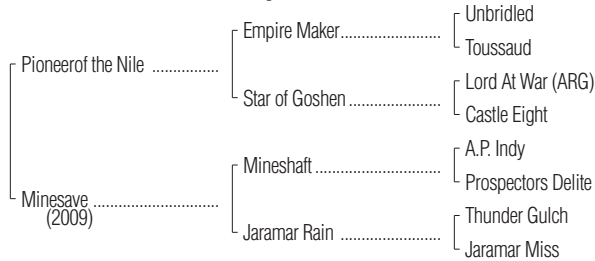 Unbridled
Empire Maker....................
Toussaud
Pioneerof the Nile ................
Lord At War (ARG)
Star of Goshen ....................
Castle Eight
A.P. Indy
Mineshaft .........................
Prospectors Delite
Minesave .........................
(2009)
Thunder Gulch
Jaramar Rain ....................
Jaramar Miss